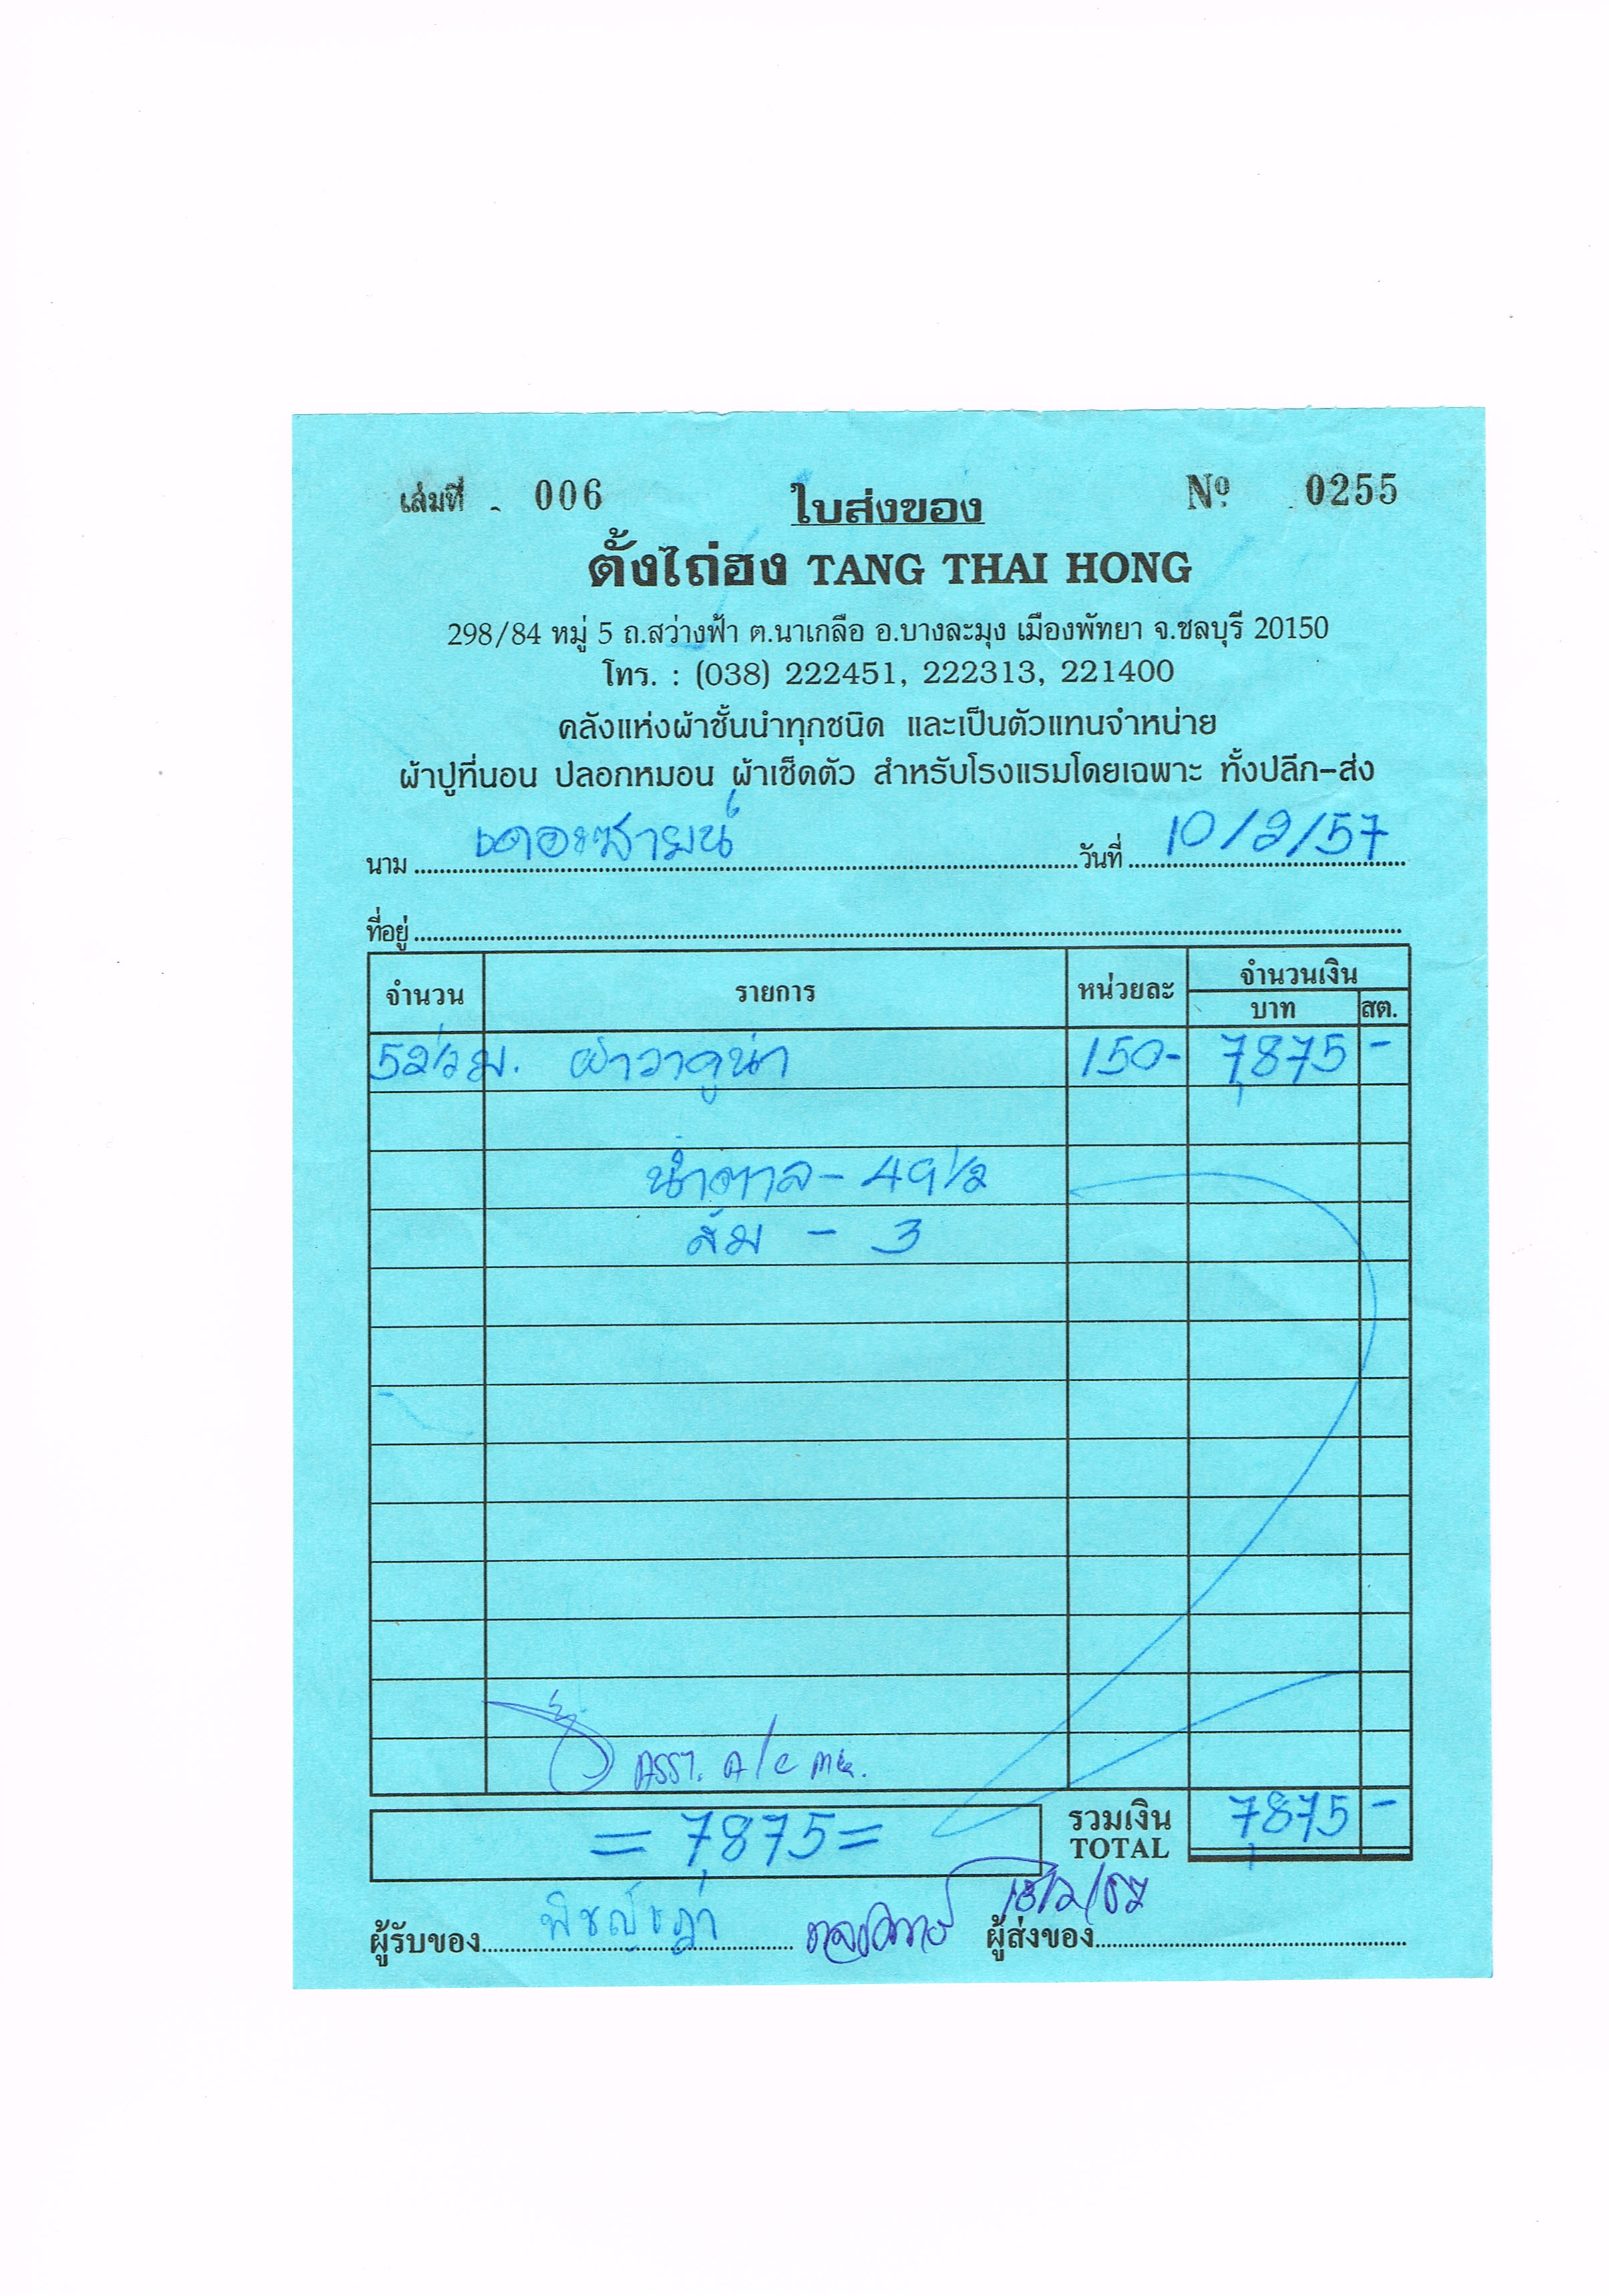 เล่มที่ 006 ใบส่งของ Nº 0255
ตั้งไถ่ฮง TANG THAI HONG
298/84 หมู่ 5 ถ.สว่างฟ้า ต.นาเกลือ อ.บางละมุง เมืองพัทยา จ.ชลบุรี 20150
โทร. : (038) 222451, 222313, 221400
คลังแห่งผ้าชั้นนำทุกชนิด และเป็นตัวแทนจำหน่าย
ผ้าปูที่นอน ปลอกหมอน ผ้าเช็ดตัว สำหรับโรงแรมโดยเฉพาะ ทั้งปลีก-ส่ง
นาม เดอะซายน์ วันที่ 10/2/57
ที่อยู่
จำนวน รายการ หน่วยละ จำนวนเงิน
บาท สต.
52½ ม. ผ้าวาคูน่า 150- 7,875 -
น้ำตาล - 49½
ส้ม - 3
Asst. A/c
= 7,875 = รวมเงิน 7,875 -
TOTAL
13/2/57
ผู้รับของ พิชญ์ชฎา ผู้ส่งของ